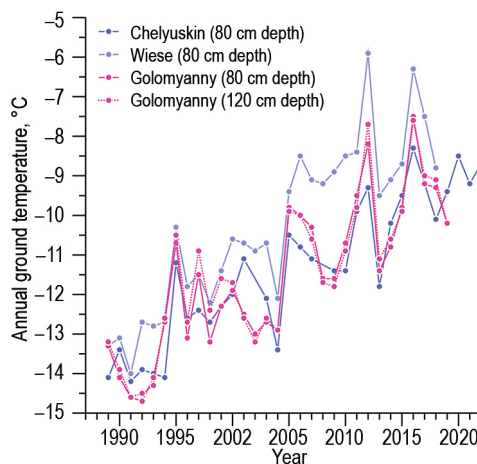 Annual ground temperature, °C
–5
–6
–7
–8
–9
–10
–11
–12
–13
–14
–15
Chelyuskin (80 cm depth)
Wiese (80 cm depth)
Golomyanny (80 cm depth)
Golomyanny (120 cm depth)
1990 1995 2002 2005 2010 2015 2020
Year